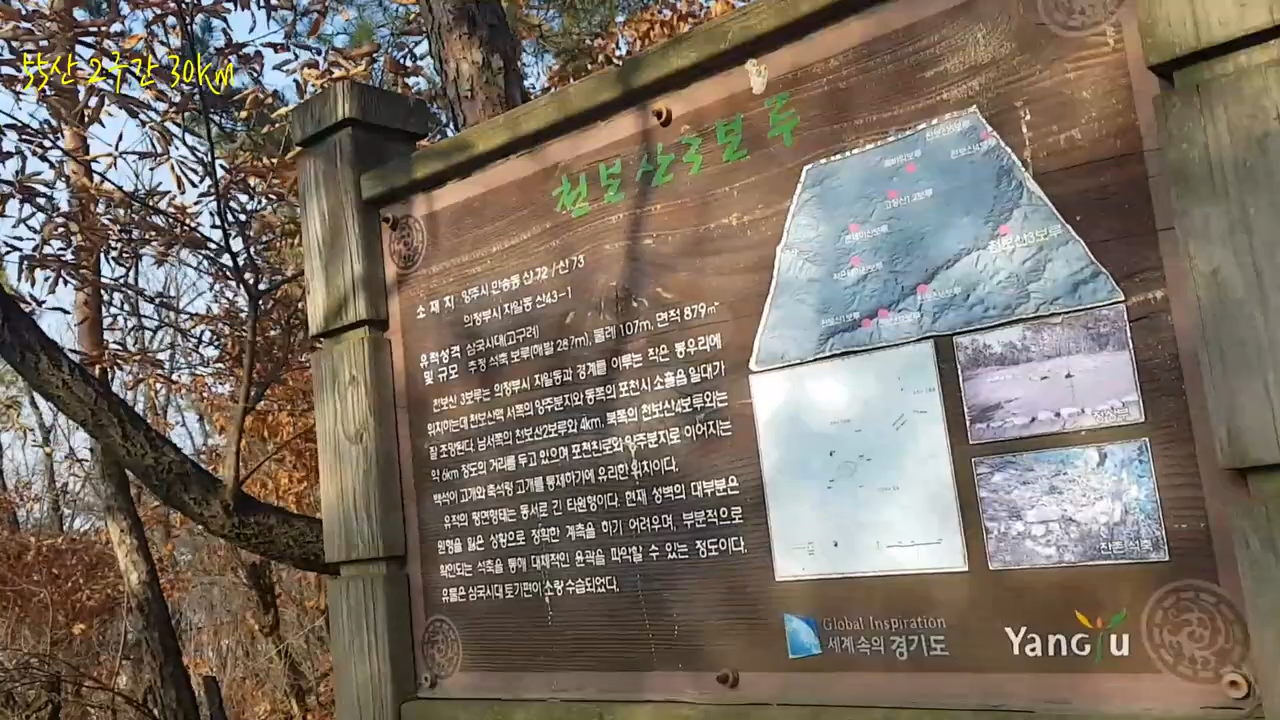 55산 2주간 30km
천보산3보루
소재지 양주시 만송동 산72/산73
의정부시 자일동 산43-1
유적성격 삼국시대(고구려)
및 규모 추정 석축 보루(해발 287m), 둘레 107m, 면적 879㎡
천보산 3보루는 의정부시 자일동과 경계를 이루는 작은 봉우리에
위치하는데 천보산맥 서쪽의 양주분지와 동쪽의 포천시 소흘읍 일대가
잘 조망된다. 남서쪽의 천보산2보루와 4km, 북쪽의 천보산4보루와는
약 6km 정도의 거리를 두고 있으며 포천천로와 양주분지로 이어지는
백석이 고개와 축석령 고개를 통제하기에 유리한 위치이다.
유적의 평면형태는 동서로 긴 타원형이다. 현재 성벽의 대부분은
원형을 잃은 상황으로 정확한 계측을 하기 어려우며, 부분적으로
확인되는 석축을 통해 대체적인 윤곽을 파악할 수 있는 정도이다.
유물은 삼국시대 토기편이 소량 수습되었다.
천보산3보루
정상부
잔존 석축
Global Inspiration
세계 속의 경기도
Yangju